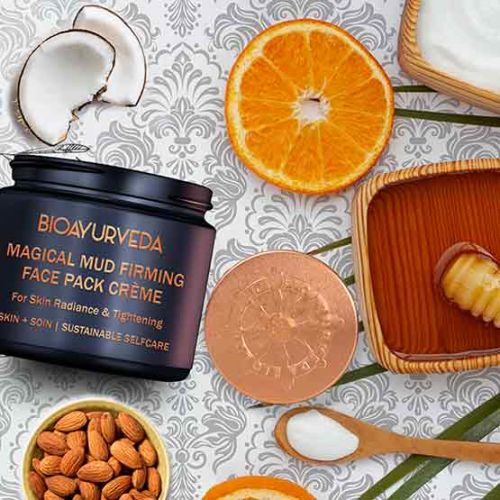 BIOAYURVEDA
MAGICAL MUD FIRMING
FACE PACK CRÈME
For Skin Radiance & Tightening
SKIN + SOIN | SUSTAINABLE SELFCARE